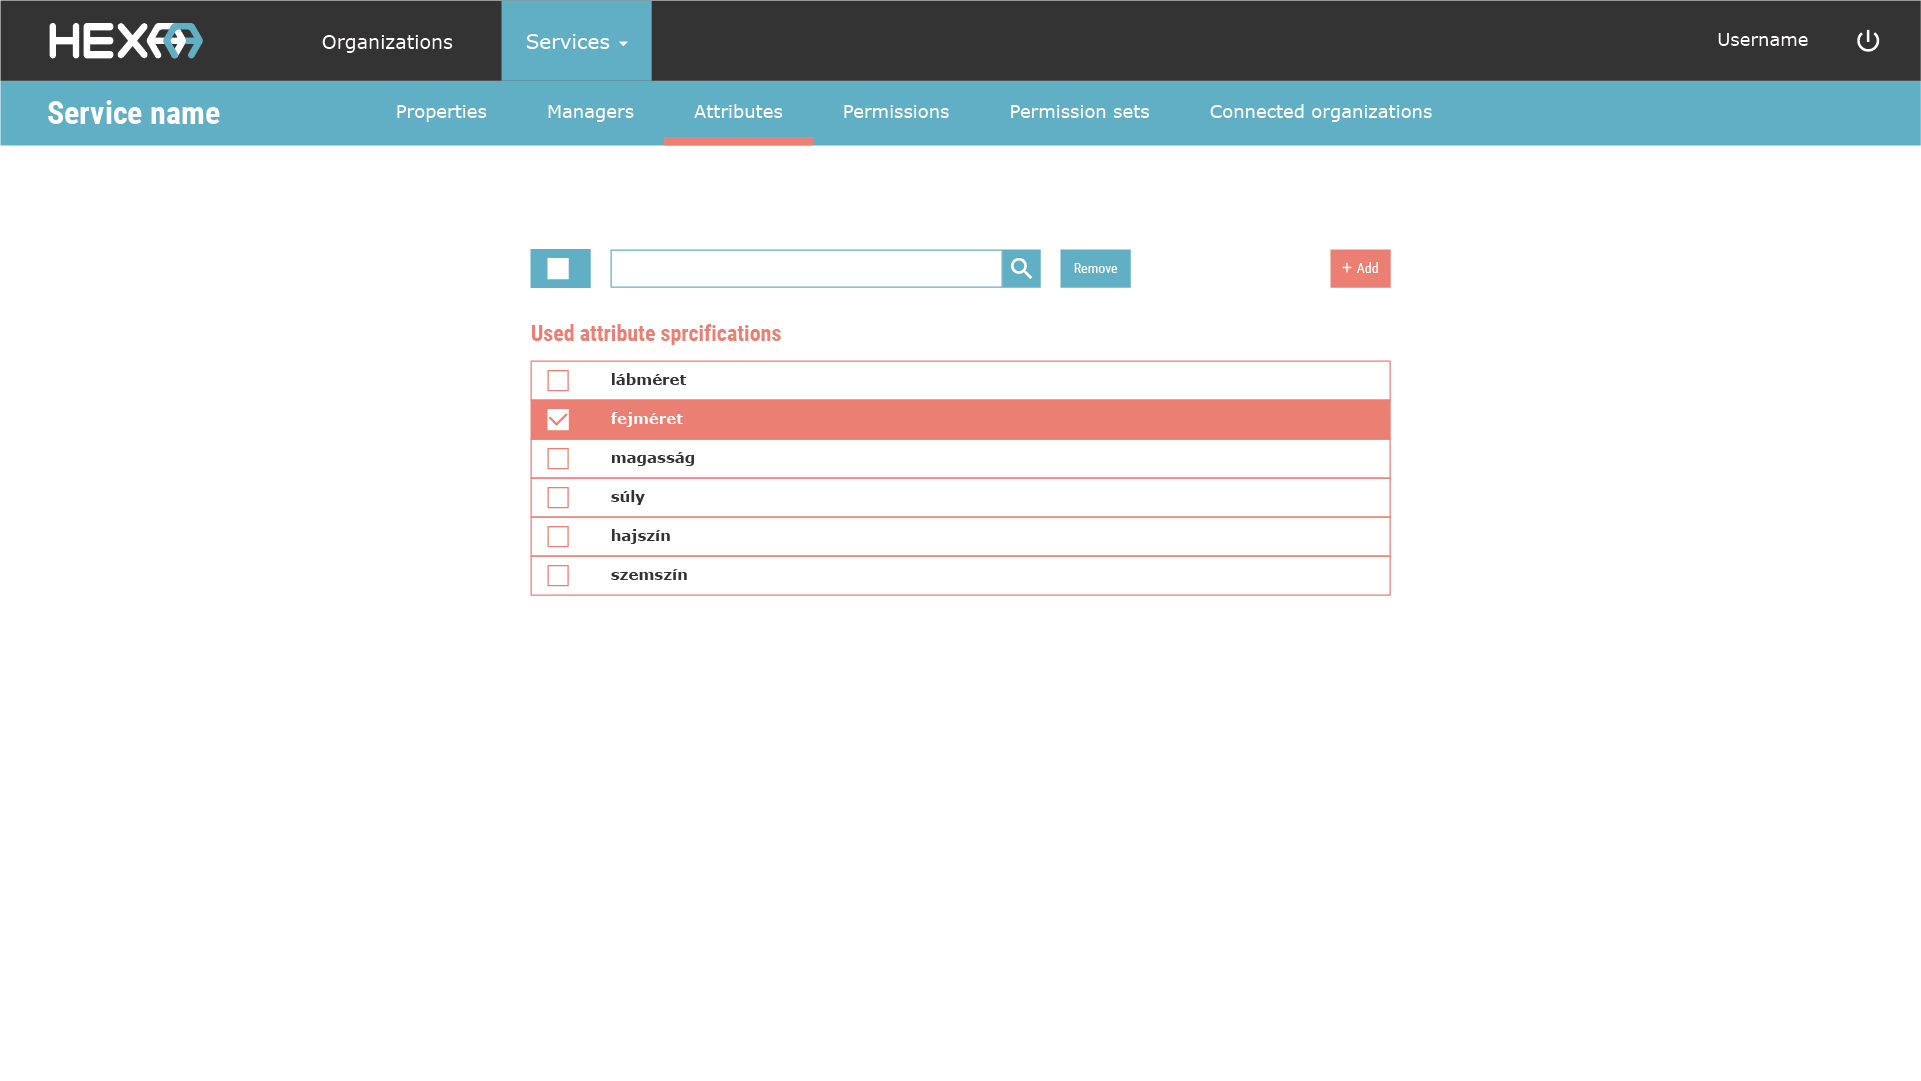 HEXAA
Organizations
Services
Username
Service name
Properties
Managers
Attributes
Permissions
Permission sets
Connected organizations
Remove
+ Add
Used attribute sprcifications
lábméret
fejméret
magasság
súly
hajszín
szemszín